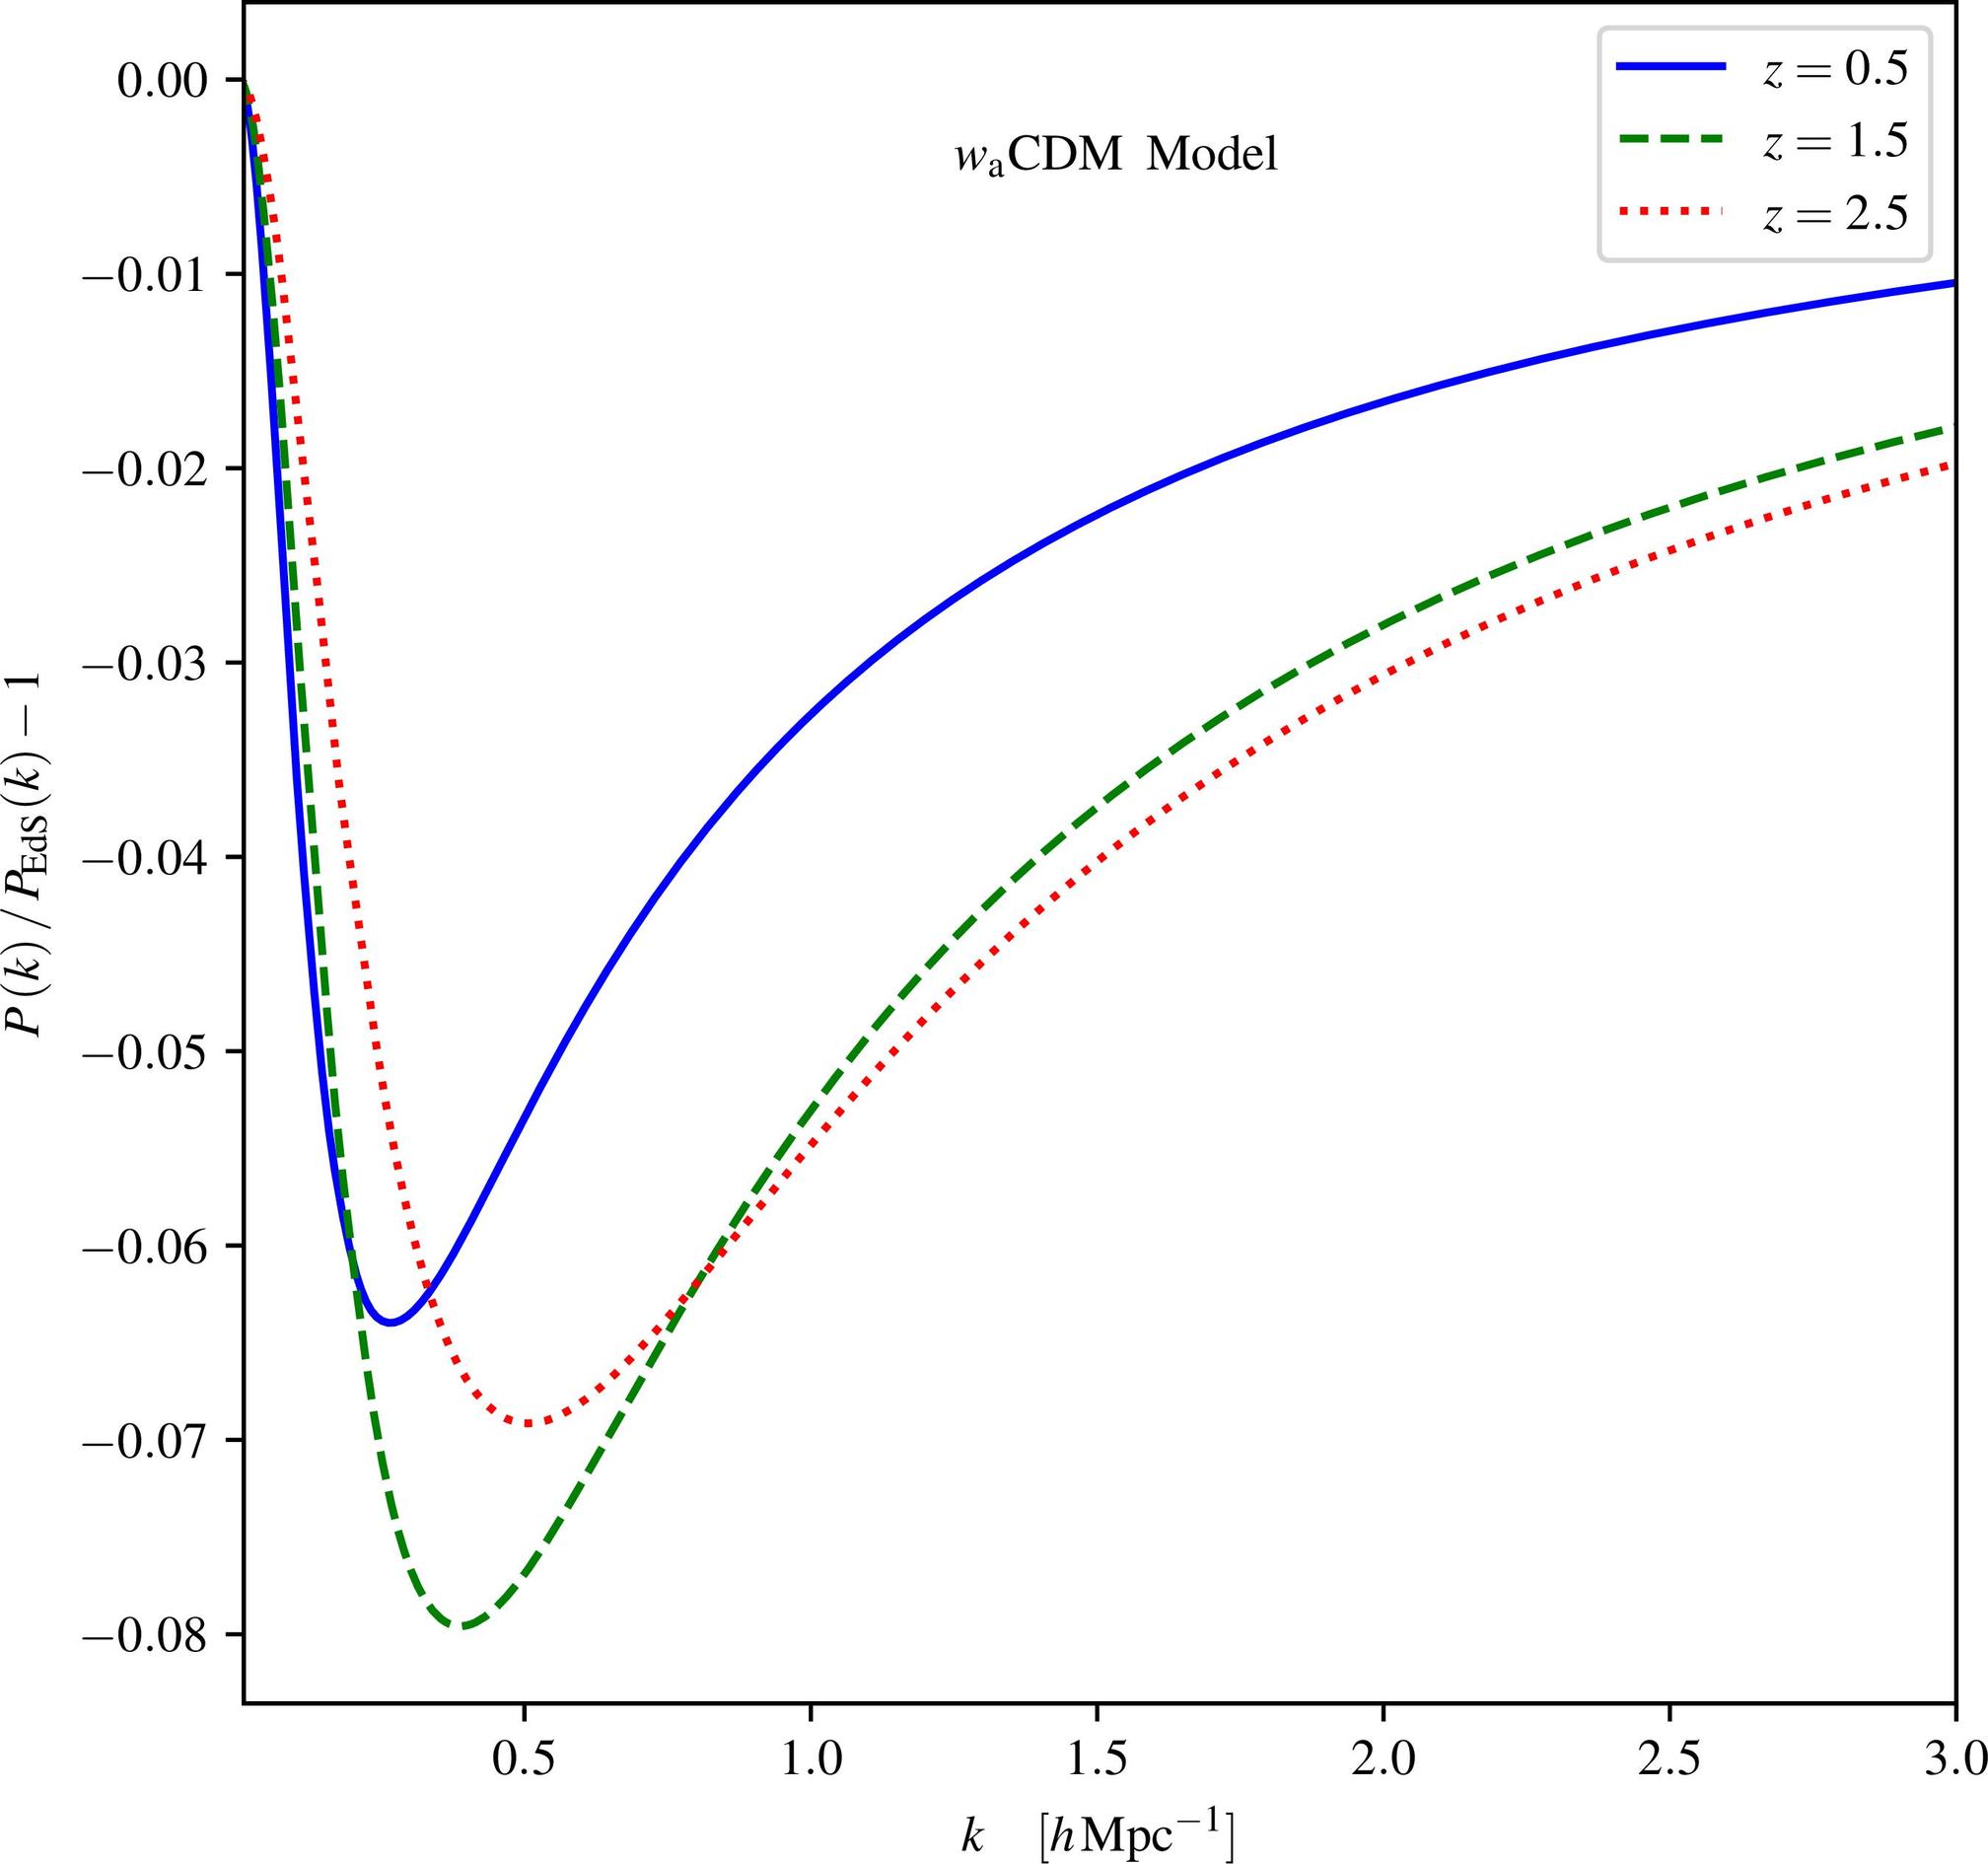 z = 0.5
z = 1.5
z = 2.5
waCDM Model
0.00
−0.01
−0.02
−0.03
−0.04
−0.05
−0.06
−0.07
−0.08
P(k) / PEdS(k) − 1
0.5 1.0 1.5 2.0 2.5 3.0
k [hMpc⁻¹]